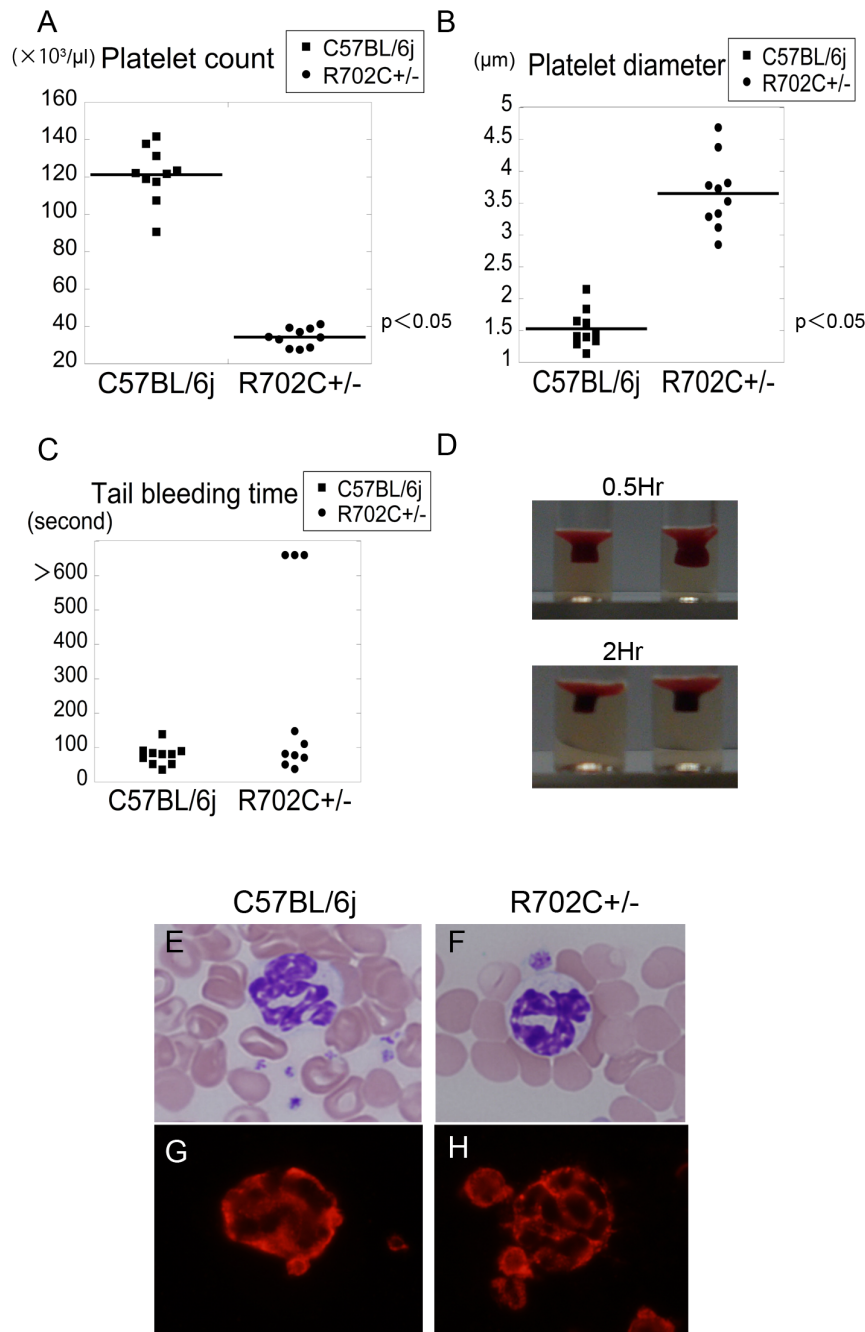 A
(×10³/µl) Platelet count
C57BL/6j
R702C+/-
160
140
120
100
80
60
40
20
C57BL/6j R702C+/-
p<0.05
B
(µm) Platelet diameter
C57BL/6j
R702C+/-
5
4.5
4
3.5
3
2.5
2
1.5
1
C57BL/6j R702C+/-
p<0.05
C
Tail bleeding time
(second)
C57BL/6j
R702C+/-
>600
500
400
300
200
100
0
C57BL/6j R702C+/-
D
0.5Hr
2Hr
C57BL/6j R702C+/-
E F
G H